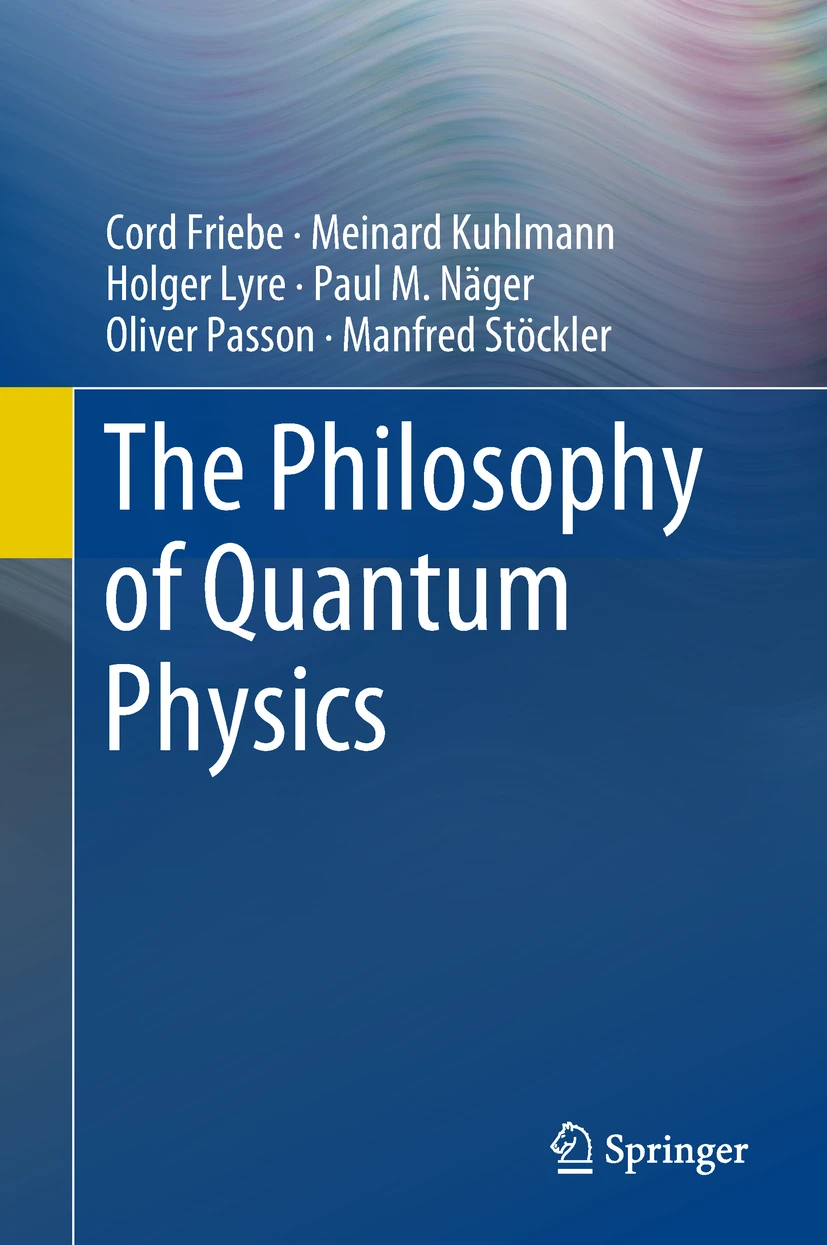 Cord Friebe · Meinard Kuhlmann
Holger Lyre · Paul M. Näger
Oliver Passon · Manfred Stöckler
The Philosophy
of Quantum
Physics
Springer